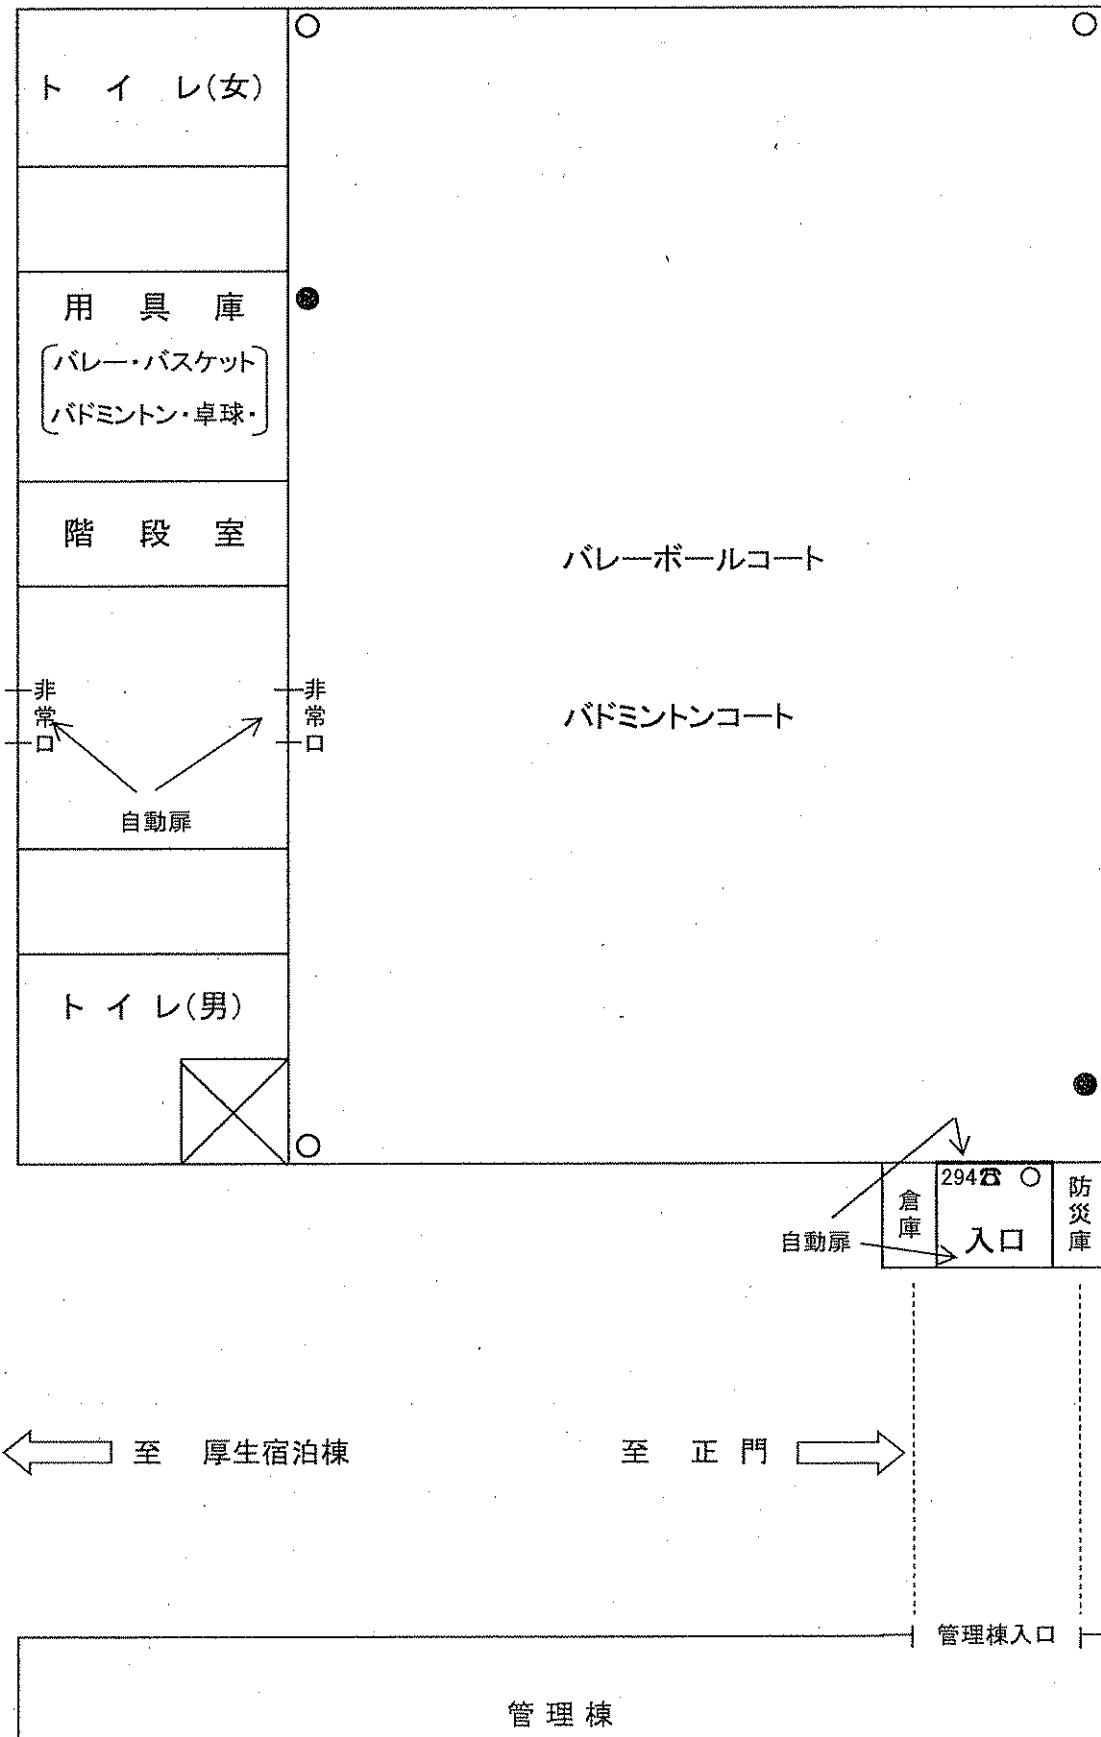 トイレ(女)
用具庫
バレー・バスケット
バドミントン・卓球・
階段室
バレーボールコート
非常口
非常口
バドミントンコート
自動扉
トイレ(男)
294☎
倉庫
防災庫
自動扉
入口
至 厚生宿泊棟
至 正門
管理棟入口
管理棟